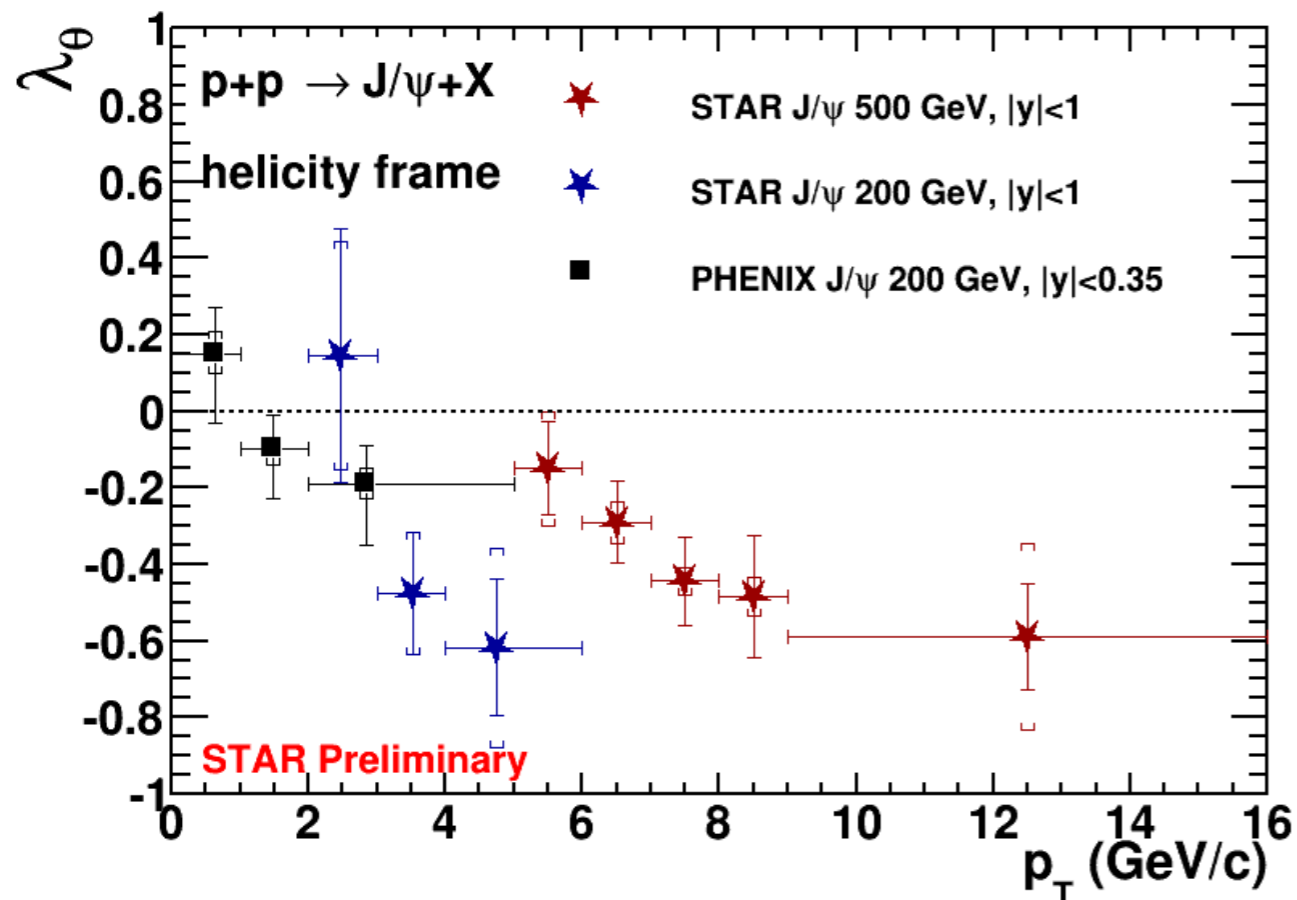 λθ
1
0.8
0.6
0.4
0.2
0
-0.2
-0.4
-0.6
-0.8
-1
p+p → J/ψ+X
helicity frame
STAR J/ψ 500 GeV, |y|<1
STAR J/ψ 200 GeV, |y|<1
PHENIX J/ψ 200 GeV, |y|<0.35
STAR Preliminary
0 2 4 6 8 10 12 14 16
pT (GeV/c)